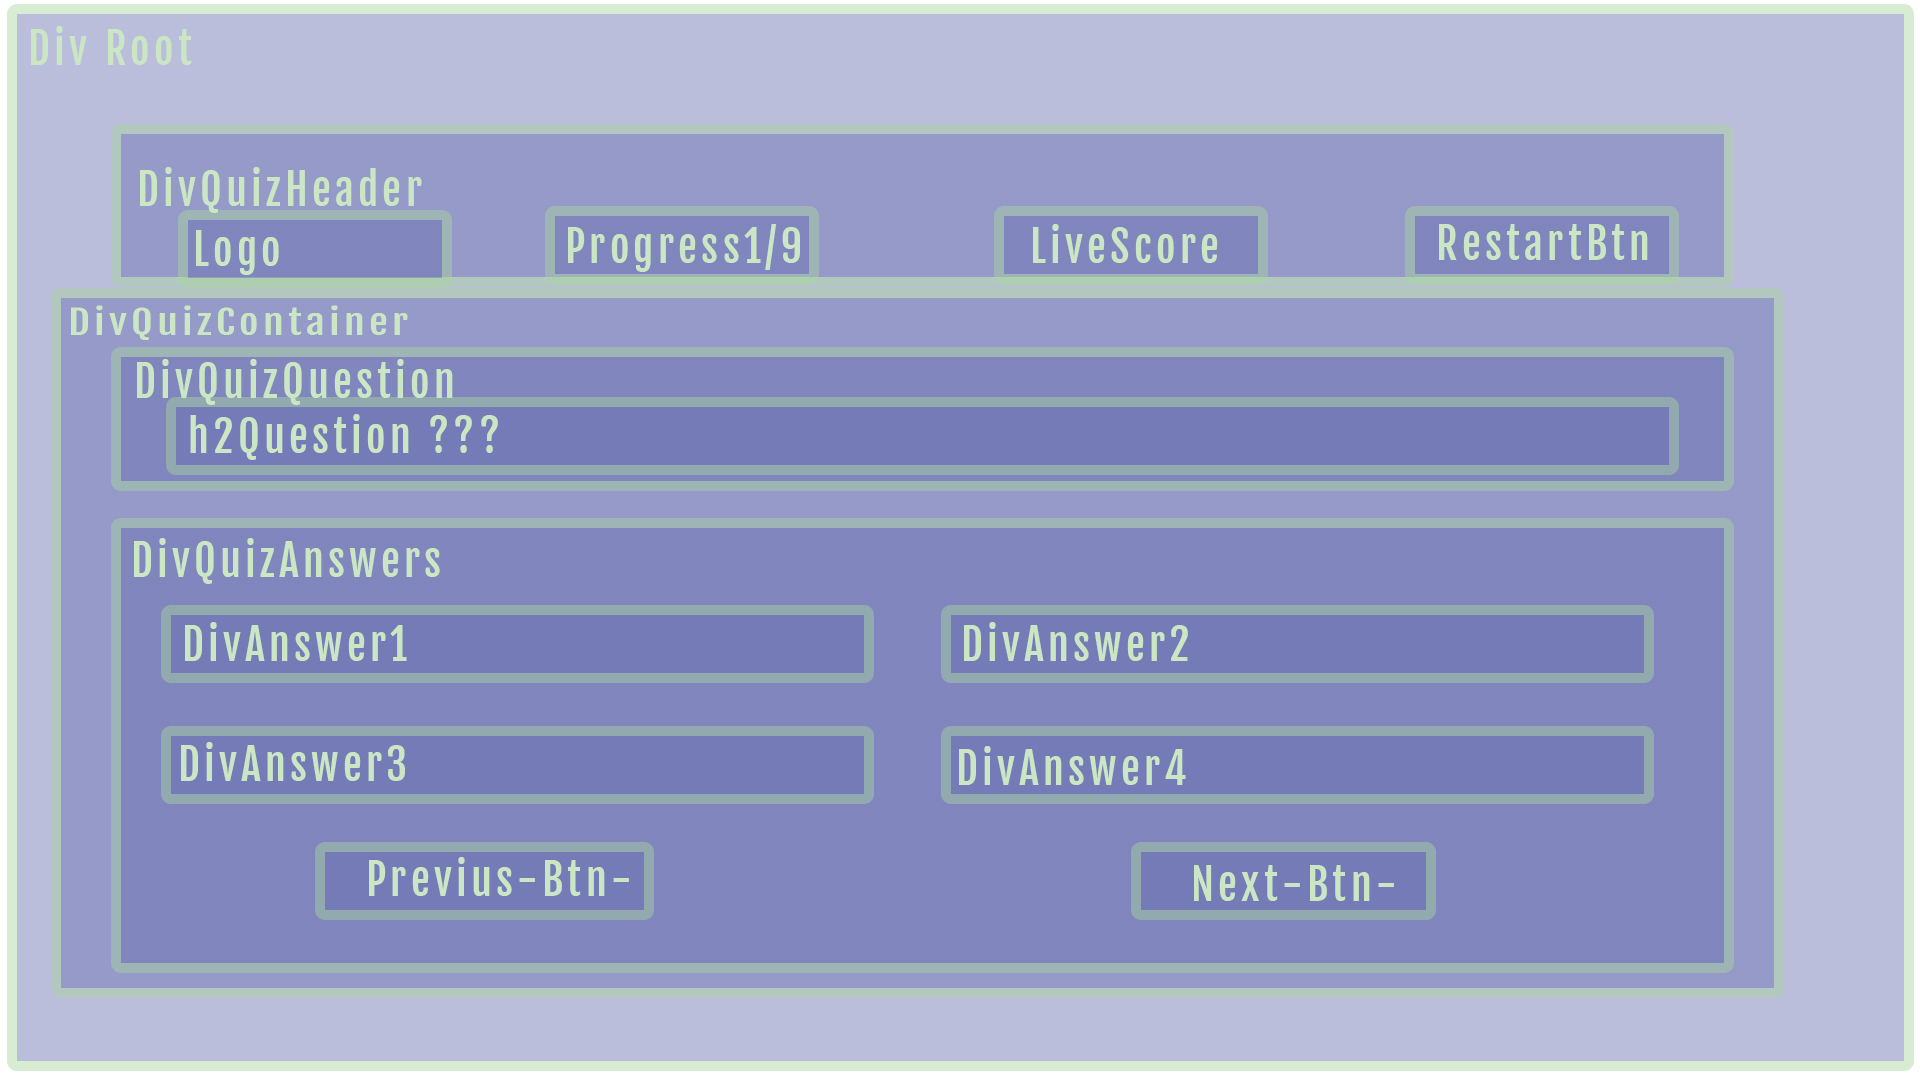 Div Root
DivQuizHeader
Logo
Progress1/9
LiveScore
RestartBtn
DivQuizContainer
DivQuizQuestion
h2Question ???
DivQuizAnswers
DivAnswer1
DivAnswer2
DivAnswer3
DivAnswer4
Previus-Btn-
Next-Btn-